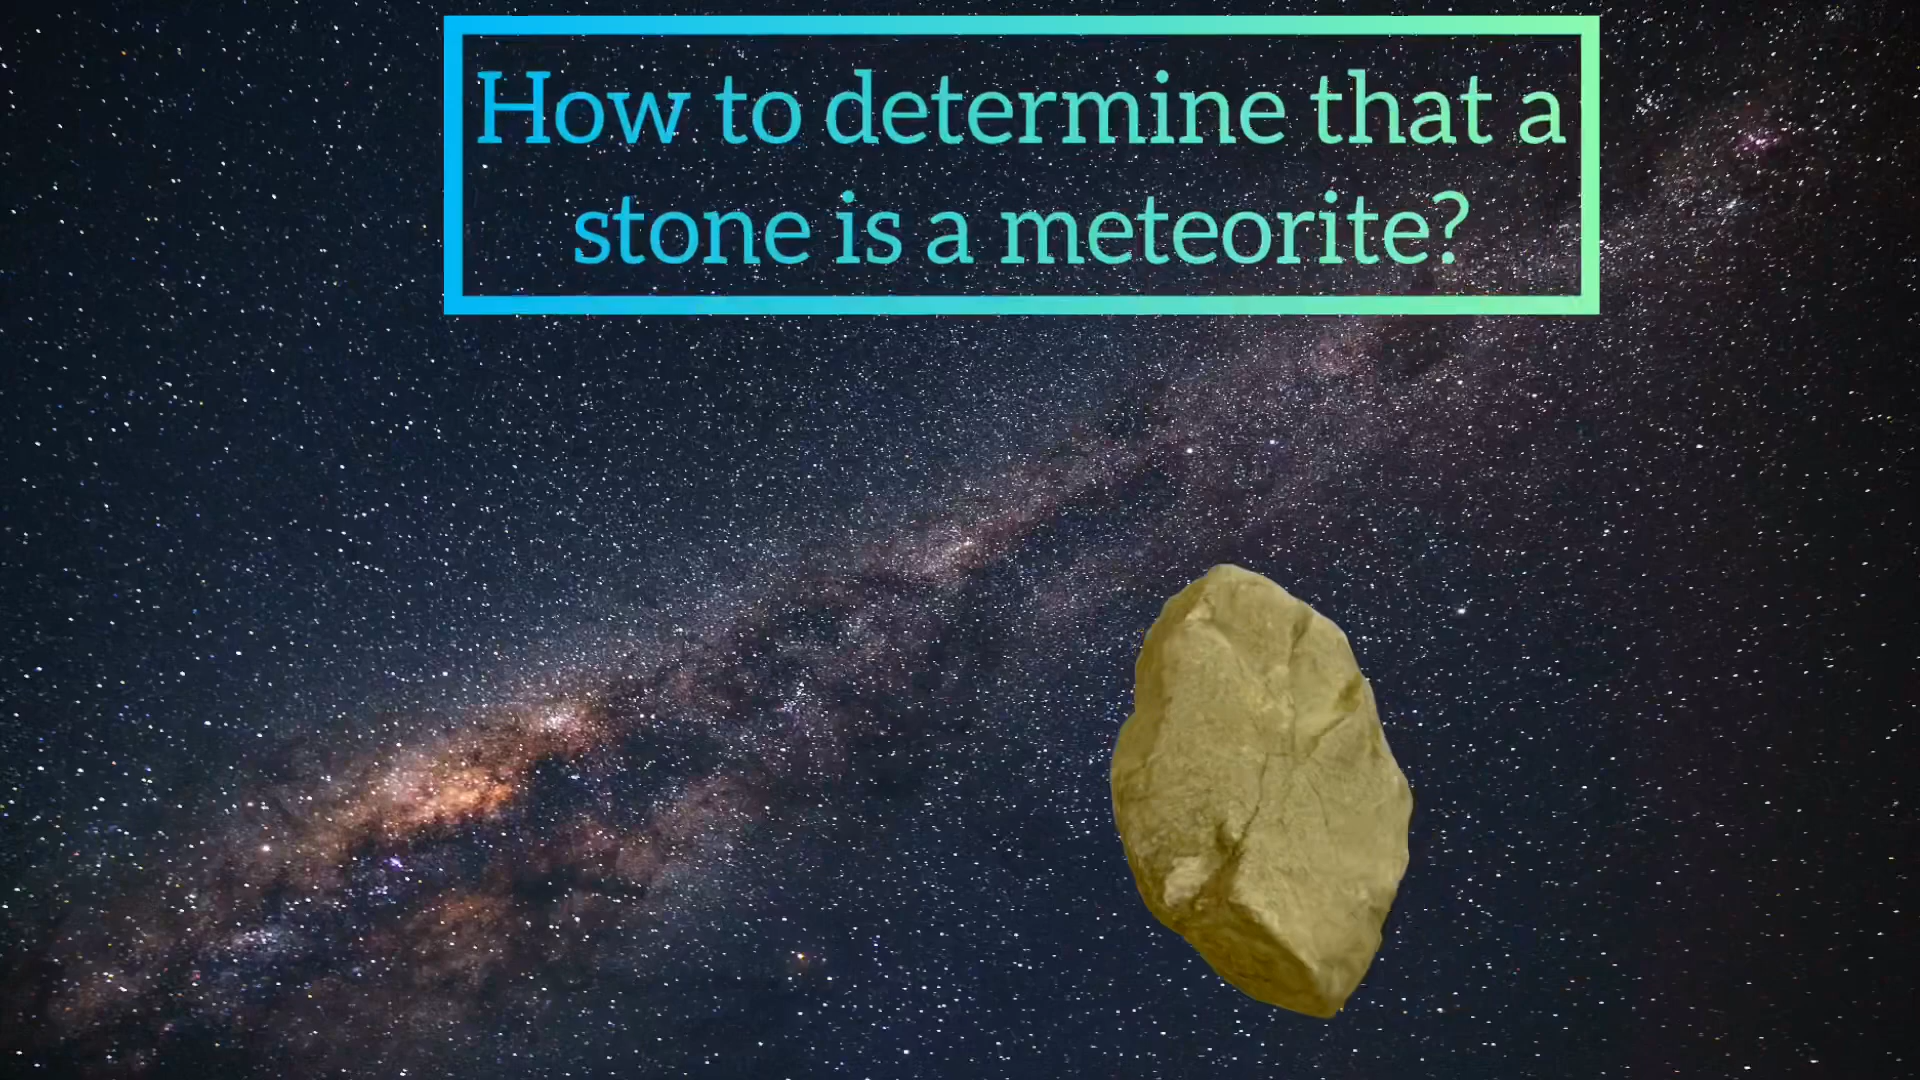 How to determine that a
stone is a meteorite?